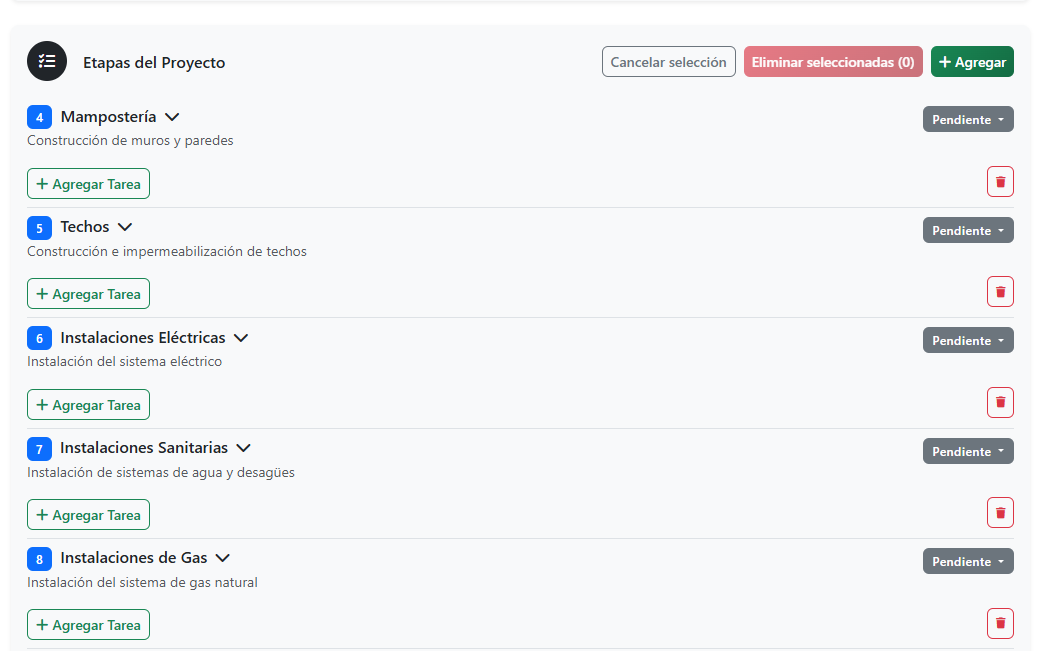 Etapas del Proyecto
Cancelar selección
Eliminar seleccionadas (0)
+ Agregar
4 Mampostería
Pendiente
Construcción de muros y paredes
+ Agregar Tarea
5 Techos
Pendiente
Construcción e impermeabilización de techos
+ Agregar Tarea
6 Instalaciones Eléctricas
Pendiente
Instalación del sistema eléctrico
+ Agregar Tarea
7 Instalaciones Sanitarias
Pendiente
Instalación de sistemas de agua y desagües
+ Agregar Tarea
8 Instalaciones de Gas
Pendiente
Instalación del sistema de gas natural
+ Agregar Tarea